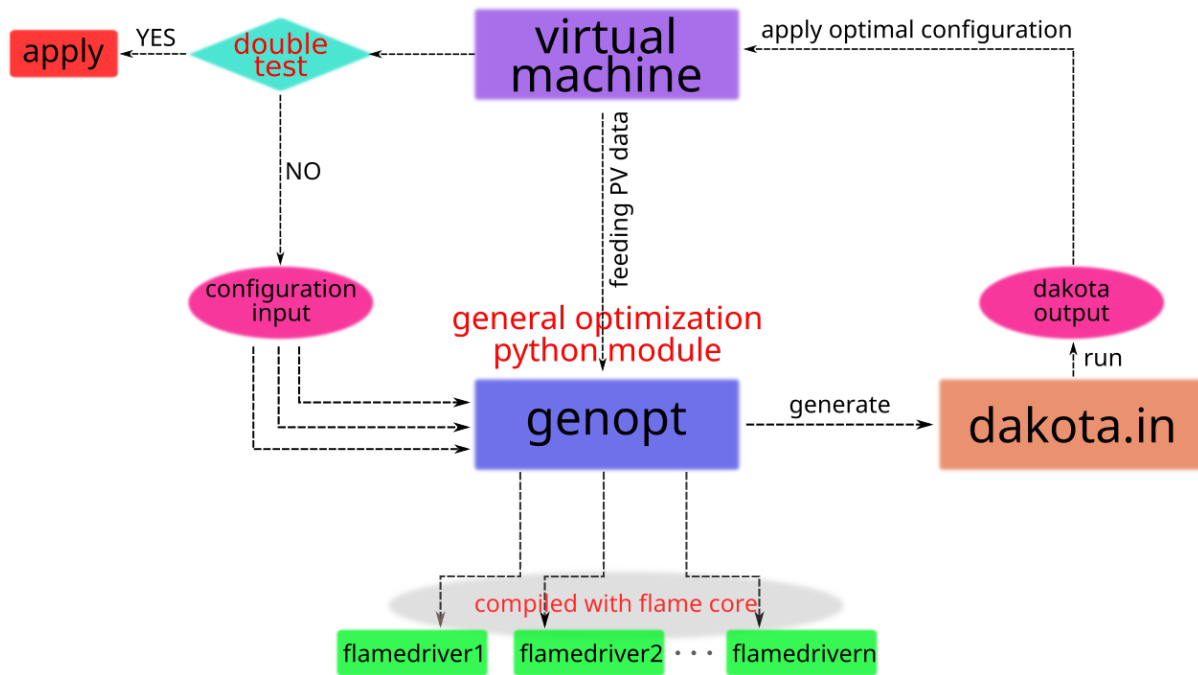 apply
YES
double
test
virtual
machine
apply optimal configuration
NO
feeding PV data
configuration
input
dakota
output
general optimization
python module
run
genopt
generate
dakota.in
compiled with flame core
flamedriver1
flamedriver2
. . .
flamedrivern